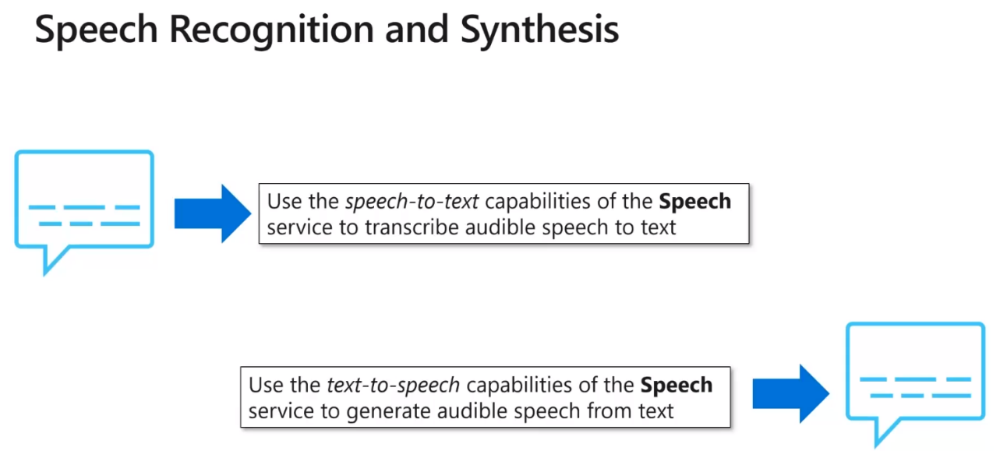 Speech Recognition and Synthesis
Use the speech-to-text capabilities of the Speech
service to transcribe audible speech to text
Use the text-to-speech capabilities of the Speech
service to generate audible speech from text